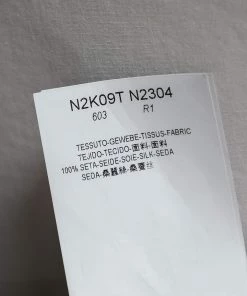 N2K09T N2304
603 R1
TESSUTO-GEWEBE-TISSUS-FABRIC
TEJIDO-TECIDO-面料-面料
100% SETA-SEIDE-SOIE-SILK-SEDA
SEDA-桑蠶絲-桑蚕丝